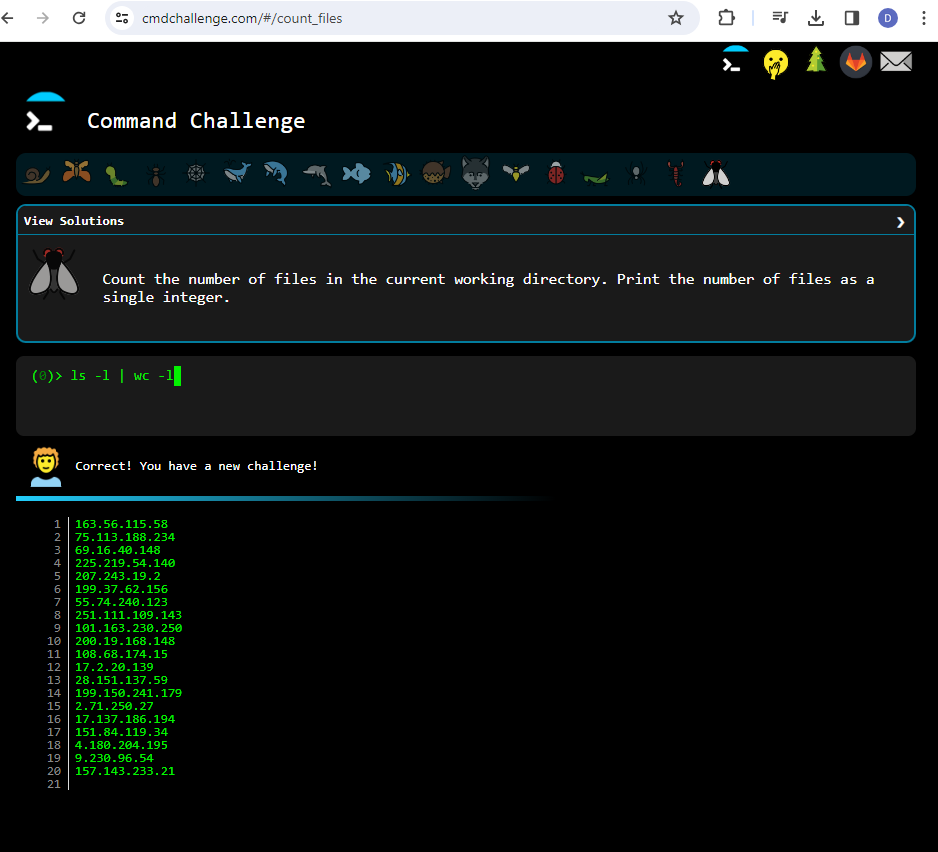 cmdchallenge.com/#/count_files
D
Command Challenge
View Solutions
Count the number of files in the current working directory. Print the number of files as a
single integer.
(0)> ls -l | wc -l
Correct! You have a new challenge!
1 163.56.115.58
2 75.113.188.234
3 69.16.40.148
4 225.219.54.140
5 207.243.19.2
6 199.37.62.156
7 55.74.240.123
8 251.111.109.143
9 101.163.230.250
10 200.19.168.148
11 108.68.174.15
12 17.2.20.139
13 28.151.137.59
14 199.150.241.179
15 2.71.250.27
16 17.137.186.194
17 151.84.119.34
18 4.180.204.195
19 9.230.96.54
20 157.143.233.21
21